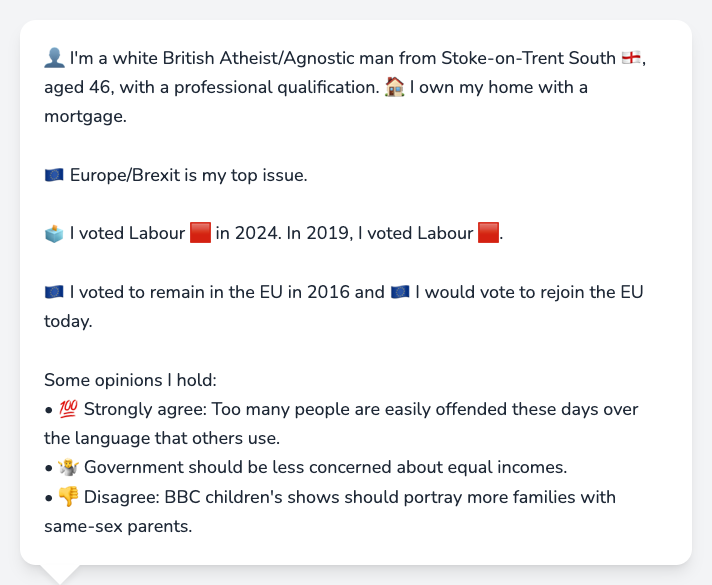 👤 I'm a white British Atheist/Agnostic man from Stoke-on-Trent South 🏴󠁧󠁢󠁥󠁮󠁧󠁿,
aged 46, with a professional qualification. 🏠 I own my home with a
mortgage.
🇪🇺 Europe/Brexit is my top issue.
🗳️ I voted Labour 🟥 in 2024. In 2019, I voted Labour 🟥.
🇪🇺 I voted to remain in the EU in 2016 and 🇪🇺 I would vote to rejoin the EU
today.
Some opinions I hold:
• 💯 Strongly agree: Too many people are easily offended these days over
the language that others use.
• 🤷 Government should be less concerned about equal incomes.
• 👎 Disagree: BBC children's shows should portray more families with
same-sex parents.